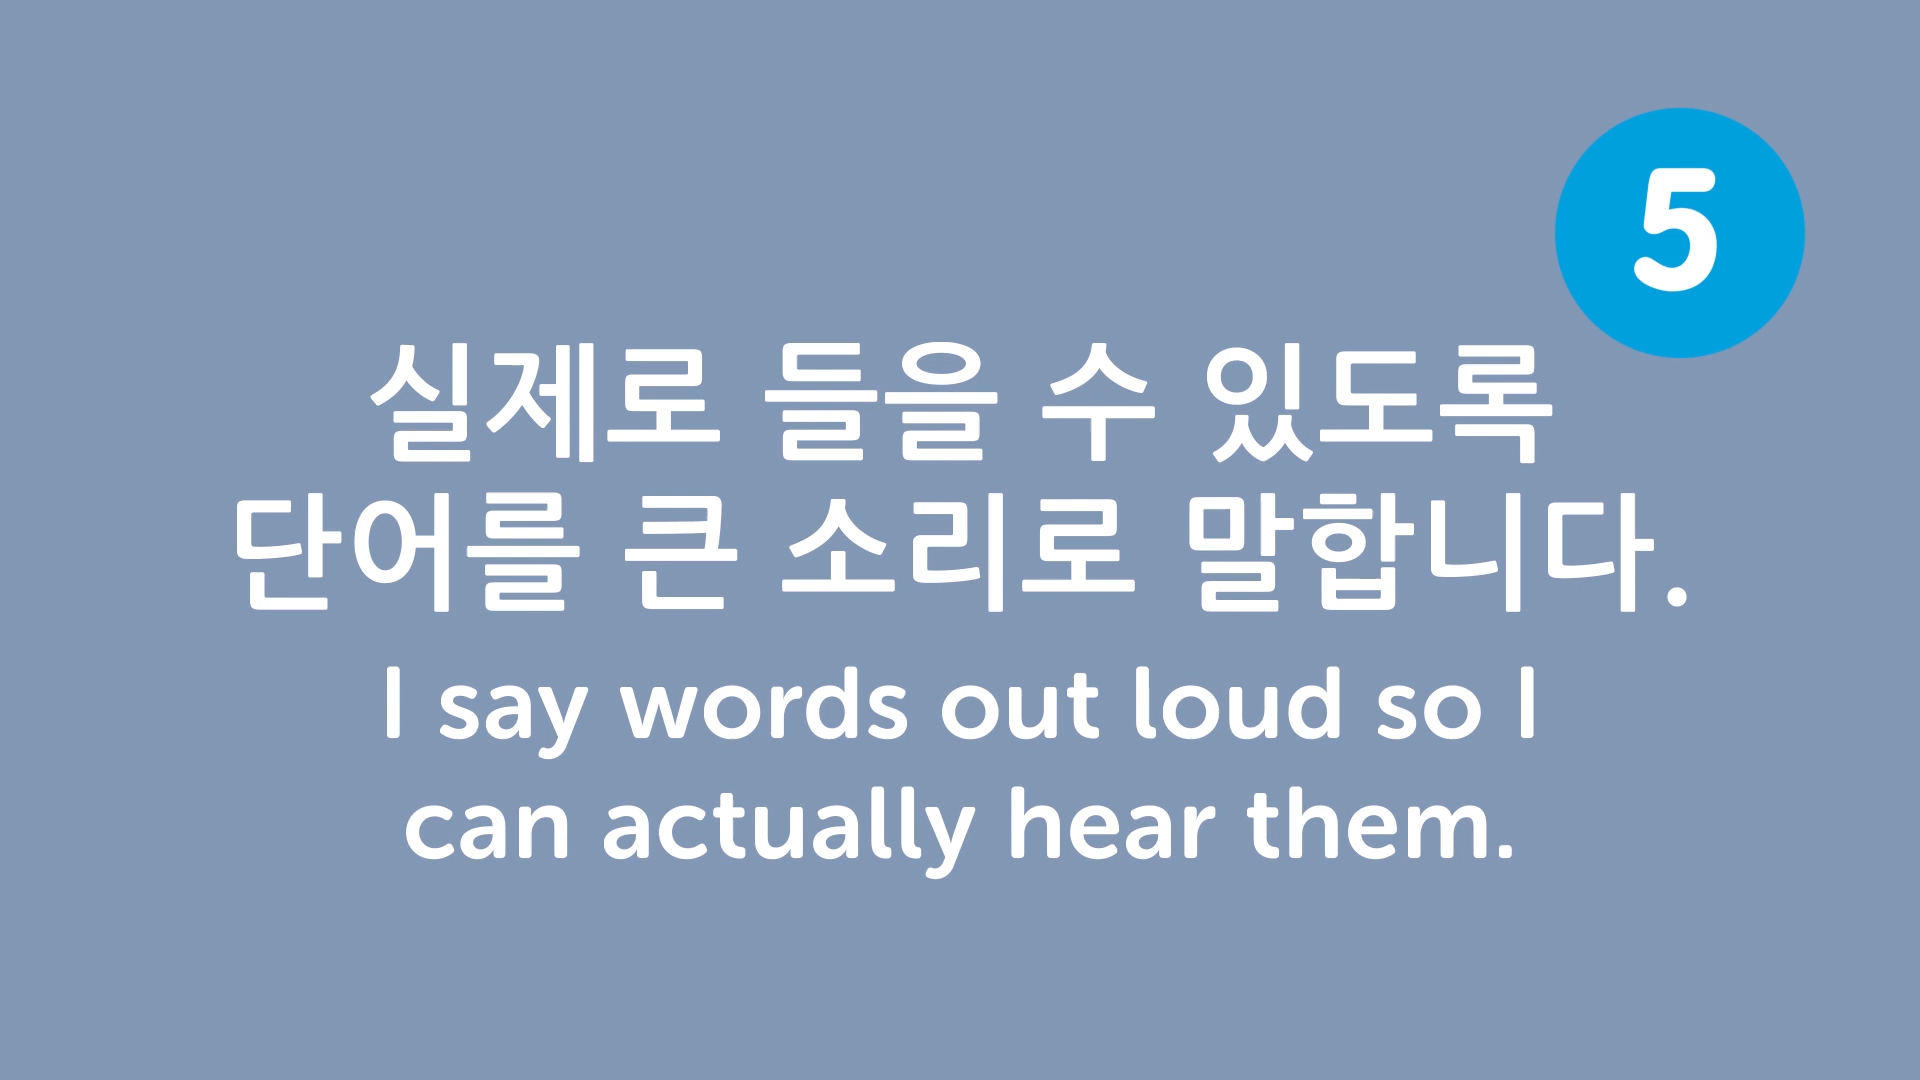 5
실제로 들을 수 있도록
단어를 큰 소리로 말합니다.
I say words out loud so I
can actually hear them.